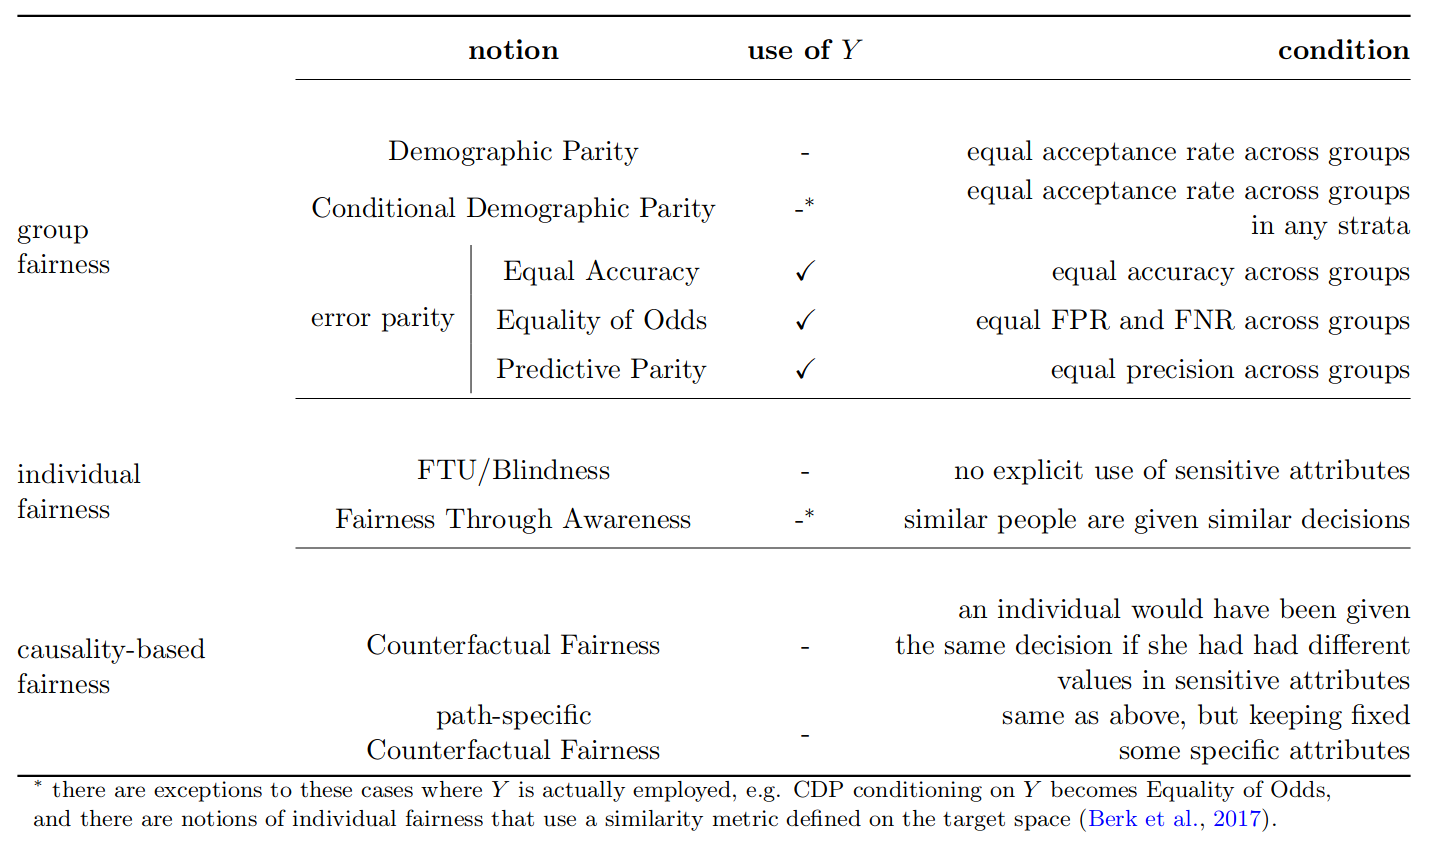 notion use of Y condition
Demographic Parity - equal acceptance rate across groups
Conditional Demographic Parity -* equal acceptance rate across groups
in any strata
group
fairness
error parity
Equal Accuracy ✓ equal accuracy across groups
Equality of Odds ✓ equal FPR and FNR across groups
Predictive Parity ✓ equal precision across groups
individual
fairness
FTU/Blindness - no explicit use of sensitive attributes
Fairness Through Awareness -* similar people are given similar decisions
causality-based
fairness
Counterfactual Fairness - an individual would have been given
the same decision if she had had different
values in sensitive attributes
path-specific
Counterfactual Fairness - same as above, but keeping fixed
some specific attributes
* there are exceptions to these cases where Y is actually employed, e.g. CDP conditioning on Y becomes Equality of Odds,
and there are notions of individual fairness that use a similarity metric defined on the target space (Berk et al., 2017).